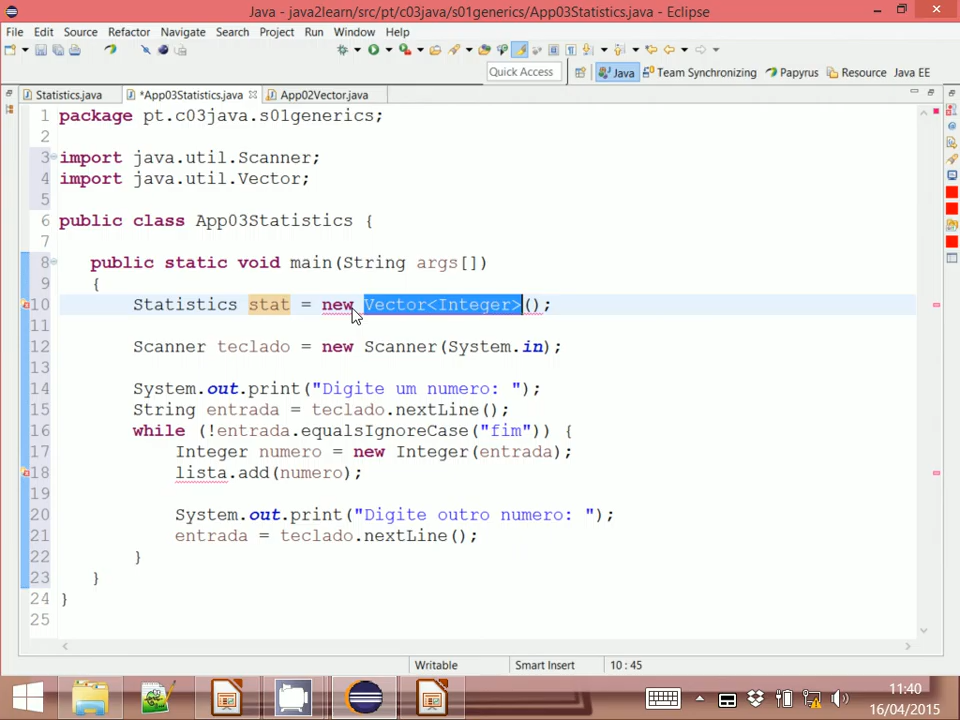 Java - java2learn/src/pt/c03java/s01generics/App03Statistics.java - Eclipse
File Edit Source Refactor Navigate Search Project Run Window Help
Quick Access Java Team Synchronizing Papyrus Resource Java EE
Statistics.java *App03Statistics.java App02Vector.java
1 package pt.c03java.s01generics;
2
3 import java.util.Scanner;
4 import java.util.Vector;
5
6 public class App03Statistics {
7
8 public static void main(String args[])
9 {
10 Statistics stat = new Vector<Integer>();
11
12 Scanner teclado = new Scanner(System.in);
13
14 System.out.print("Digite um numero: ");
15 String entrada = teclado.nextLine();
16 while (!entrada.equalsIgnoreCase("fim")) {
17 Integer numero = new Integer(entrada);
18 lista.add(numero);
19
20 System.out.print("Digite outro numero: ");
21 entrada = teclado.nextLine();
22 }
23 }
24 }
25
Writable Smart Insert 10 : 45
11:40
16/04/2015